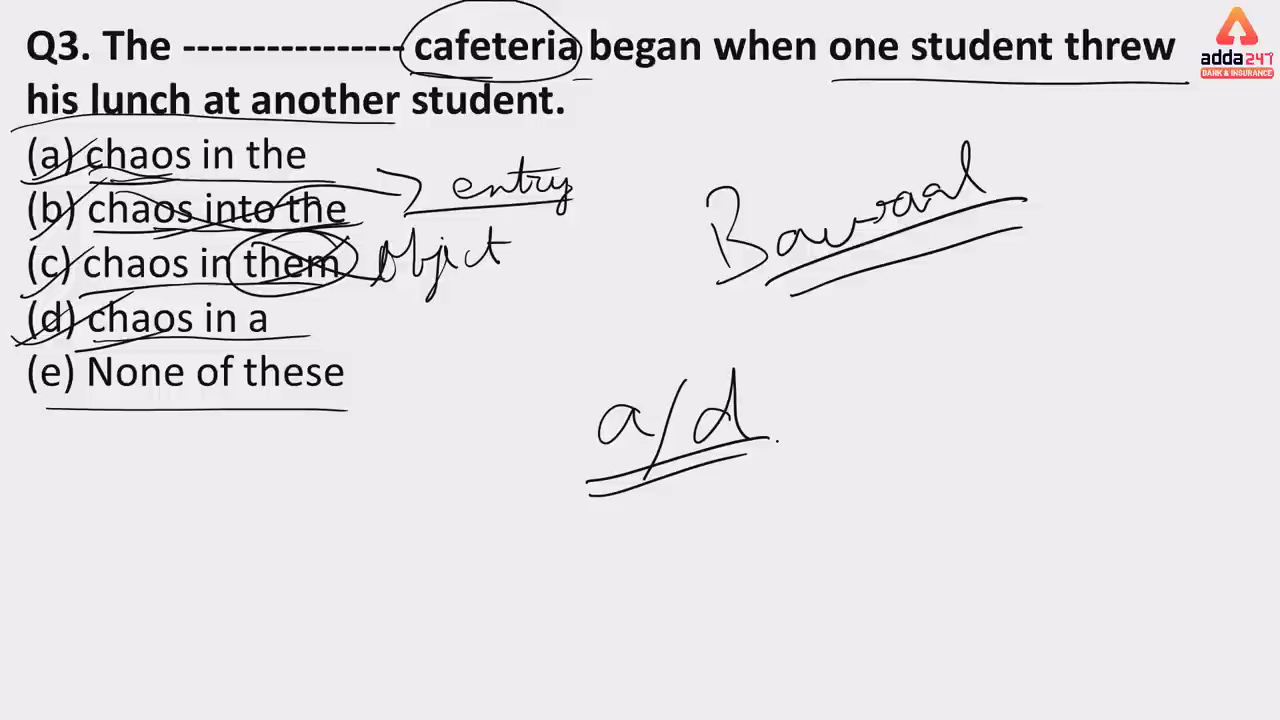 Q3. The ---------------- cafeteria began when one student threw
his lunch at another student.
(a) chaos in the
(b) chaos into the
(c) chaos in them
(d) chaos in a
(e) None of these
entry
object
Bawaal
a/d
adda247
BANK & INSURANCE